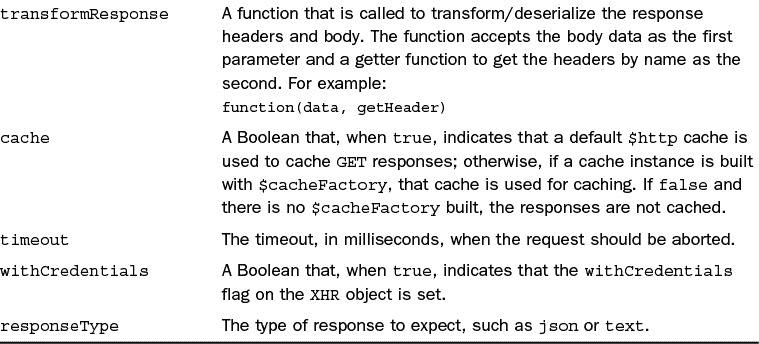 transformResponse A function that is called to transform/deserialize the response
headers and body. The function accepts the body data as the first
parameter and a getter function to get the headers by name as the
second. For example:
function(data, getHeader)
cache A Boolean that, when true, indicates that a default $http cache is
used to cache GET responses; otherwise, if a cache instance is built
with $cacheFactory, that cache is used for caching. If false and
there is no $cacheFactory built, the responses are not cached.
timeout The timeout, in milliseconds, when the request should be aborted.
withCredentials A Boolean that, when true, indicates that the withCredentials
flag on the XHR object is set.
responseType The type of response to expect, such as json or text.